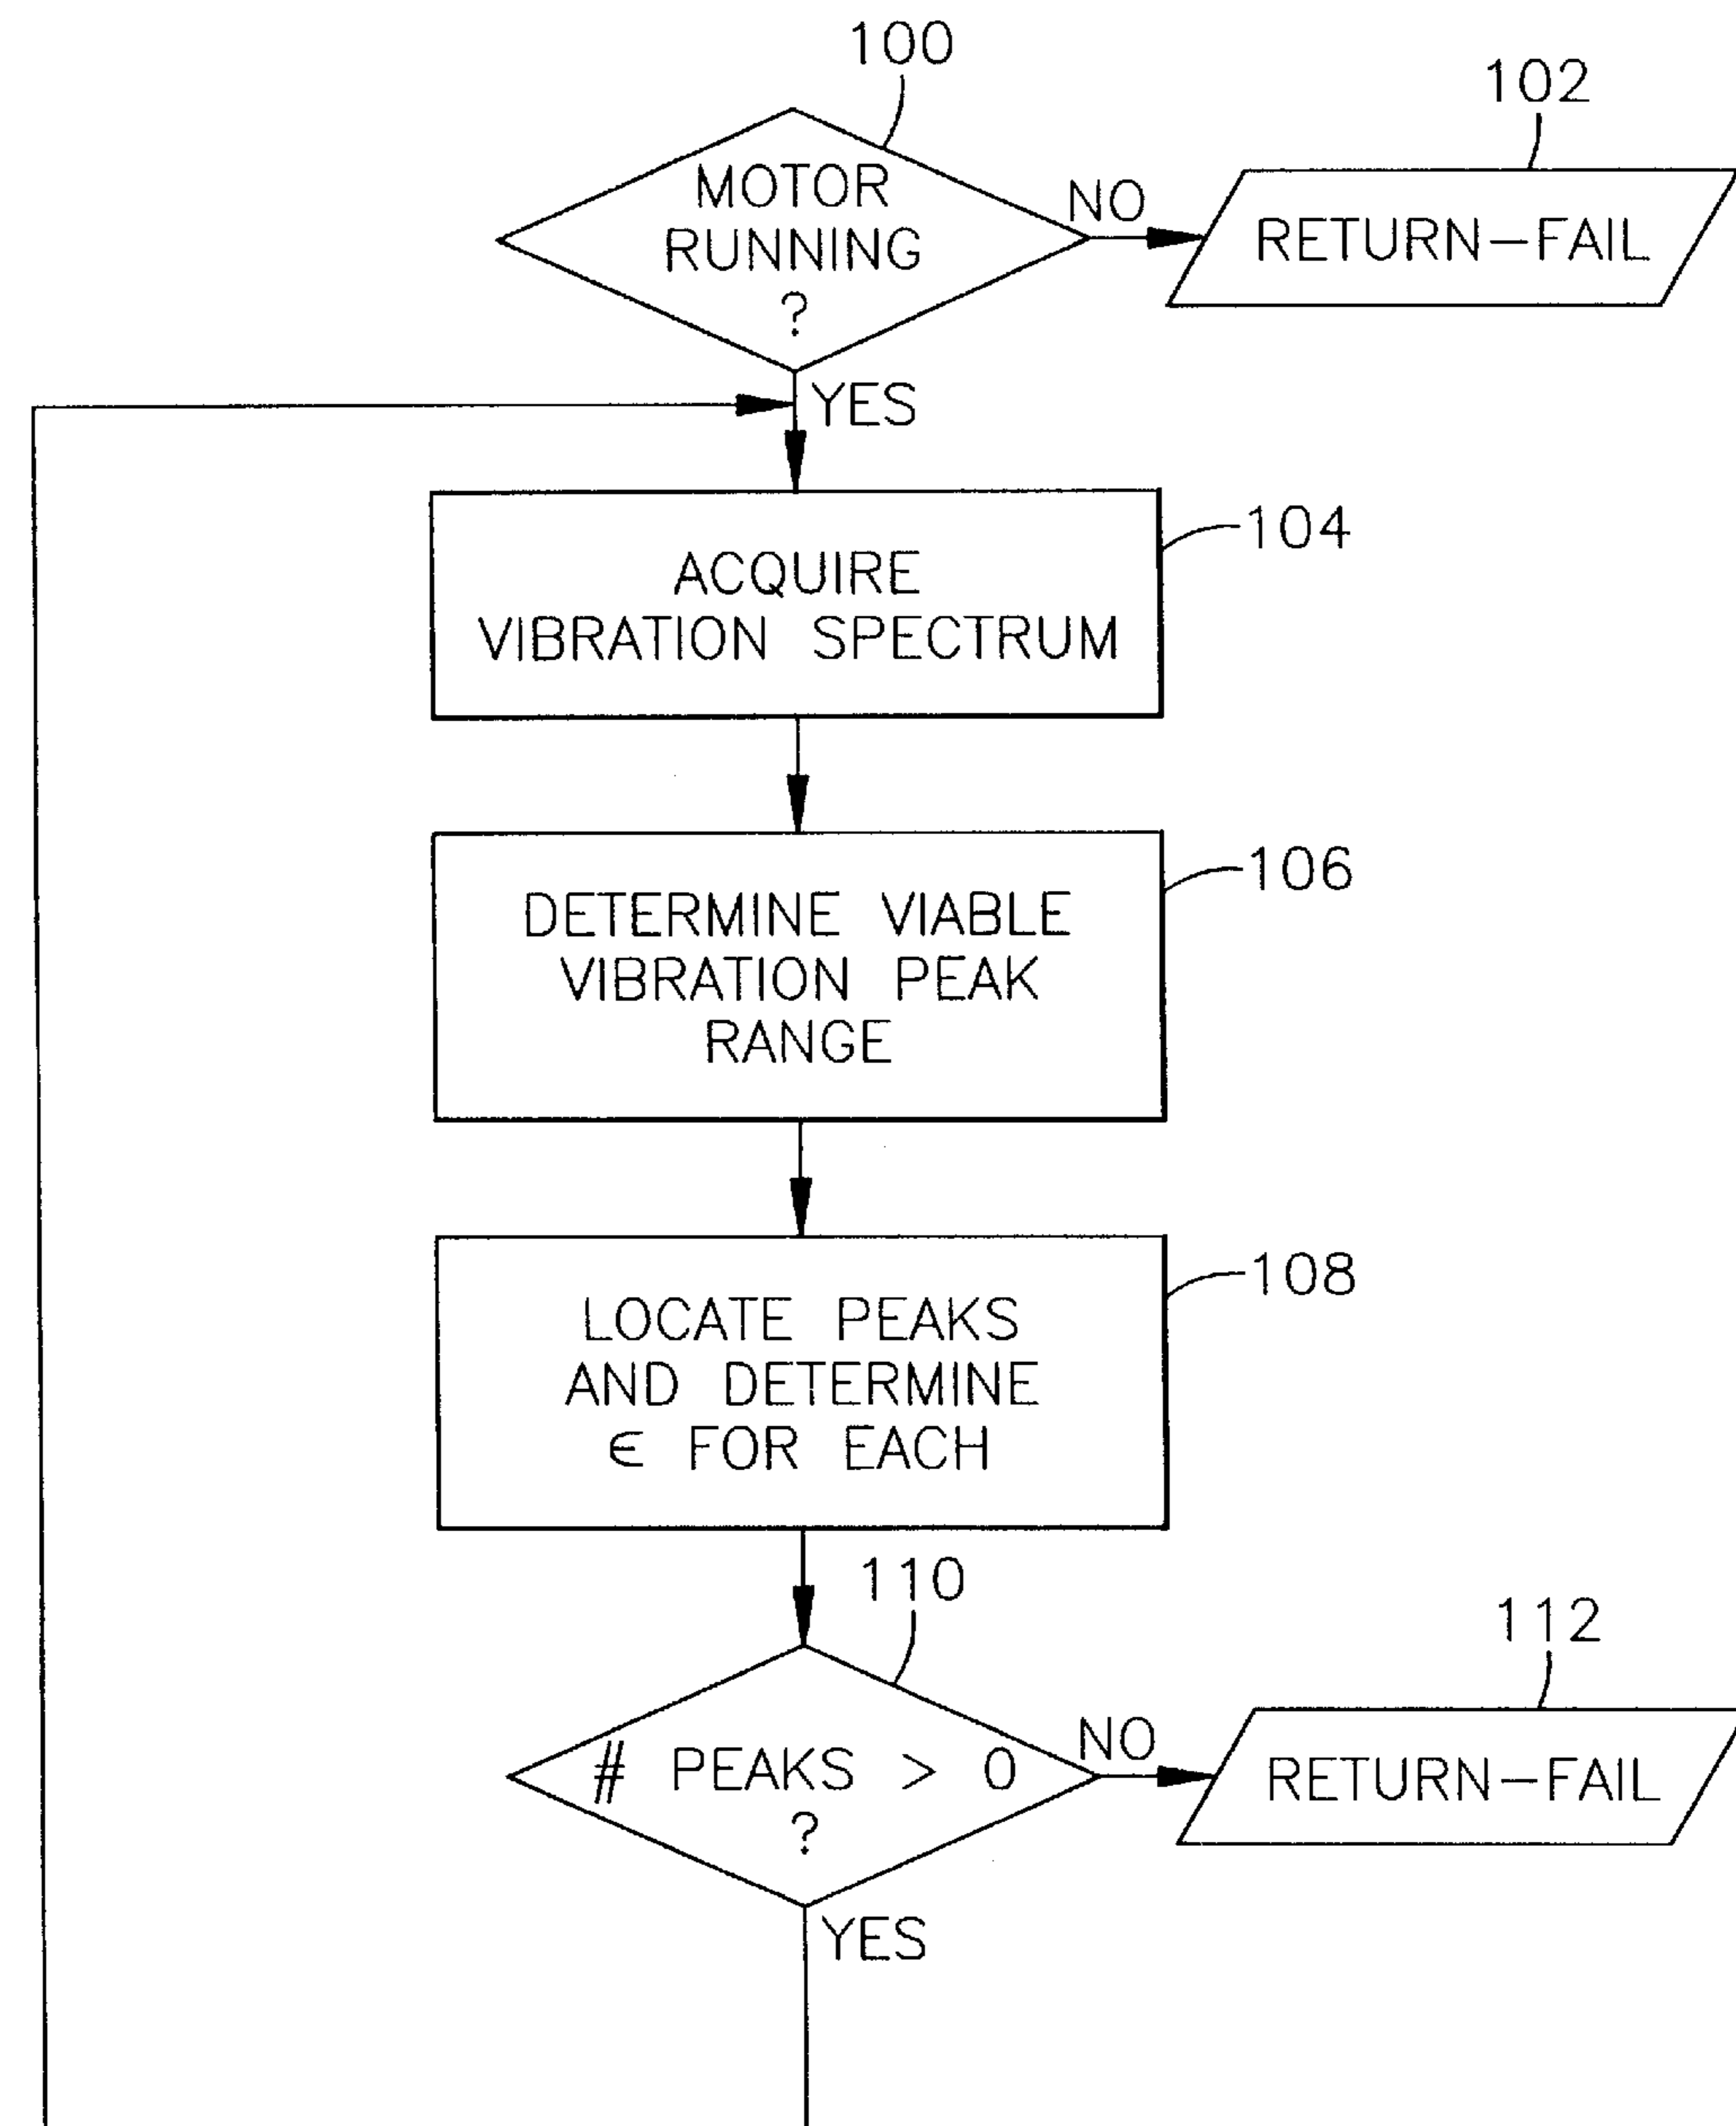 100
102
MOTOR
RUNNING
?
NO
RETURN-FAIL
YES
104
ACQUIRE
VIBRATION SPECTRUM
106
DETERMINE VIABLE
VIBRATION PEAK
RANGE
108
LOCATE PEAKS
AND DETERMINE
∈ FOR EACH
110
112
# PEAKS > 0
?
NO
RETURN-FAIL
YES